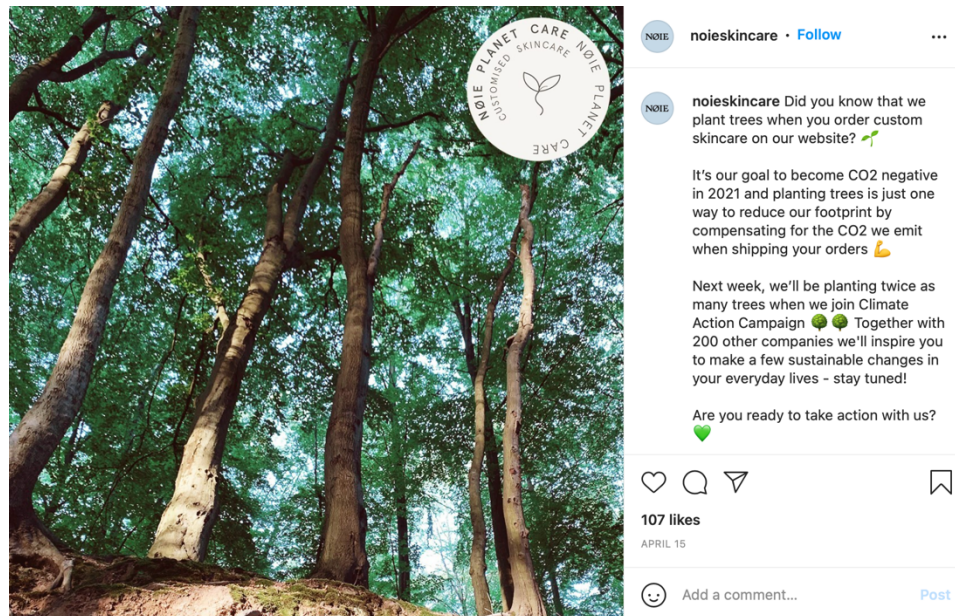 NØIE PLANET CARE NØIE PLANET CARE
CUSTOMISED SKINCARE
NØIE
noieskincare • Follow
NØIE
noieskincare Did you know that we
plant trees when you order custom
skincare on our website? 🌱
It’s our goal to become CO2 negative
in 2021 and planting trees is just one
way to reduce our footprint by
compensating for the CO2 we emit
when shipping your orders 💪
Next week, we’ll be planting twice as
many trees when we join Climate
Action Campaign 🌳🌳 Together with
200 other companies we'll inspire you
to make a few sustainable changes in
your everyday lives - stay tuned!
Are you ready to take action with us?
💚
107 likes
APRIL 15
Add a comment...
Post